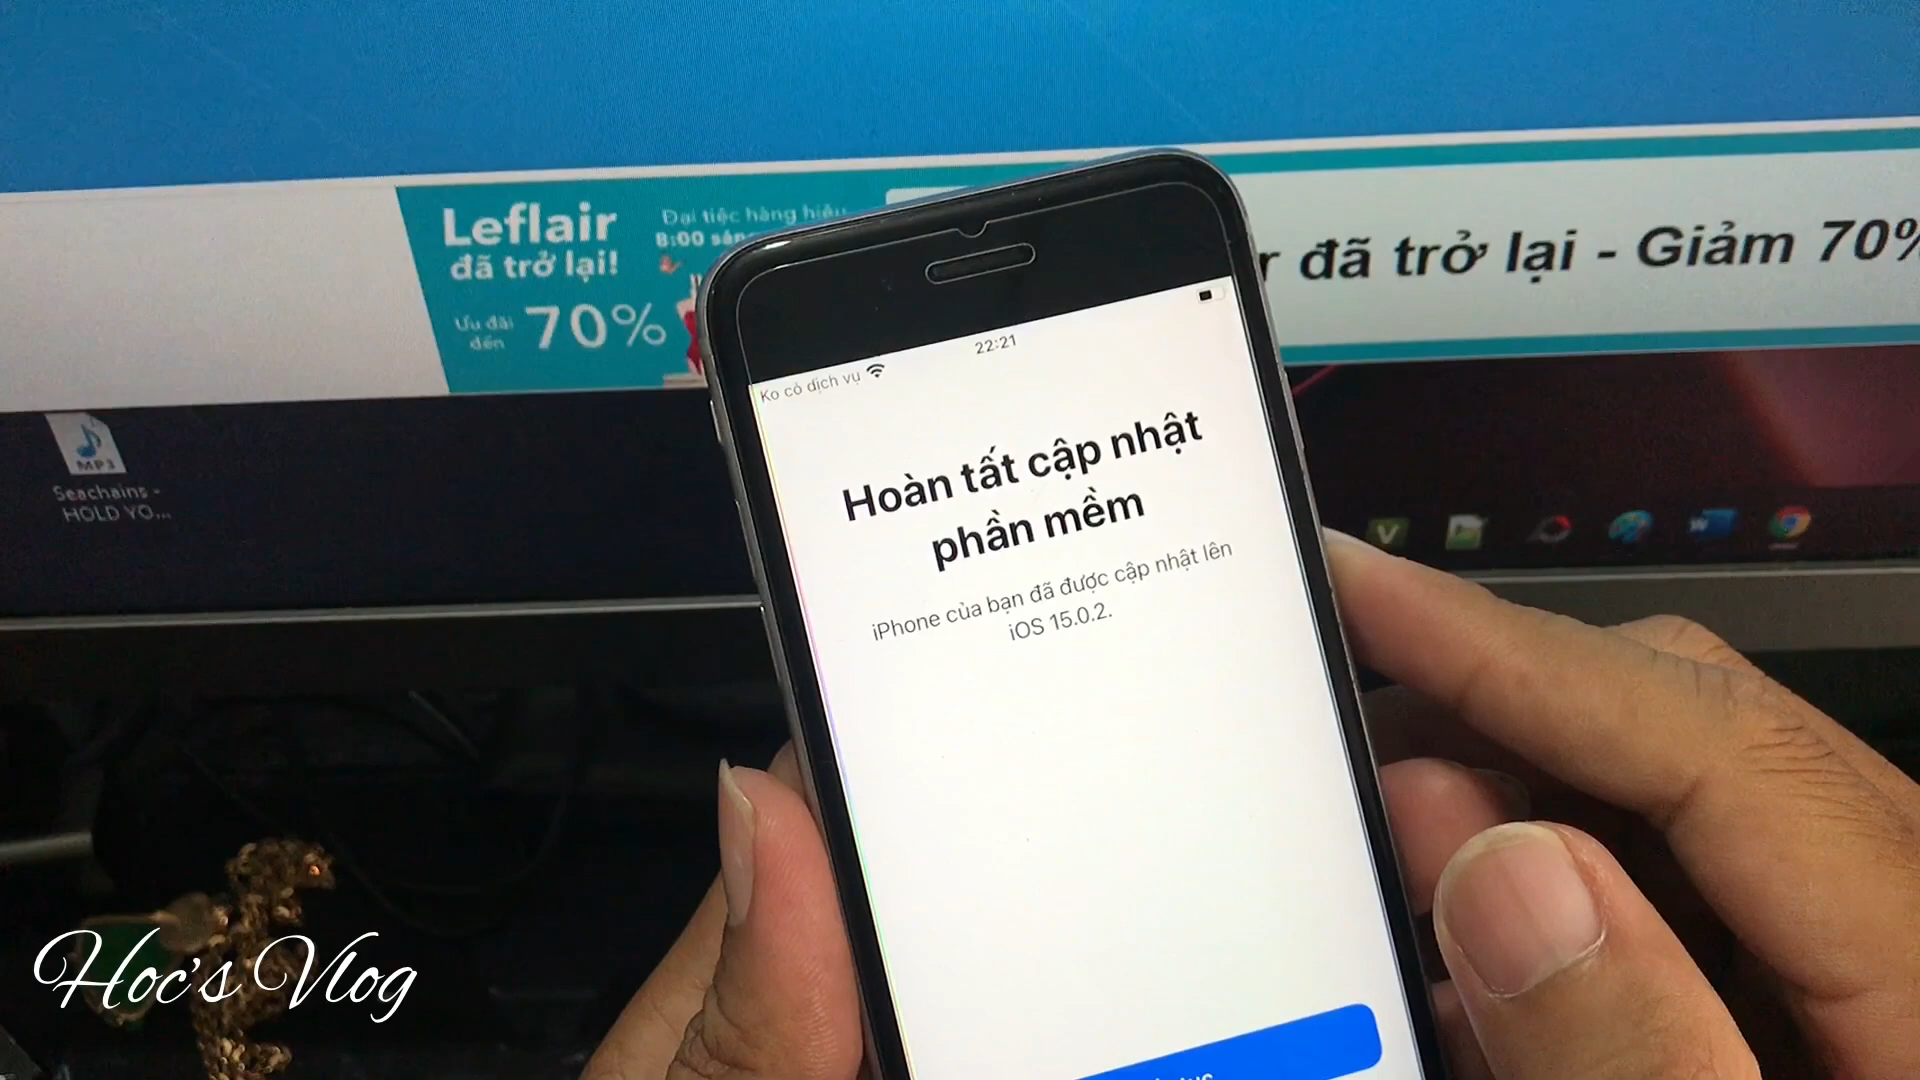 Leflair
đã trở lại!
Đại tiệc hàng hiệu
8:00 sáng
Ưu đãi
đến
70%
đã trở lại - Giảm 70%
MP3
Seachains -
HOLD YO...
22:21
Ko có dịch vụ
Hoàn tất cập nhật
phần mềm
iPhone của bạn đã được cập nhật lên
iOS 15.0.2.
Hoc's Vlog